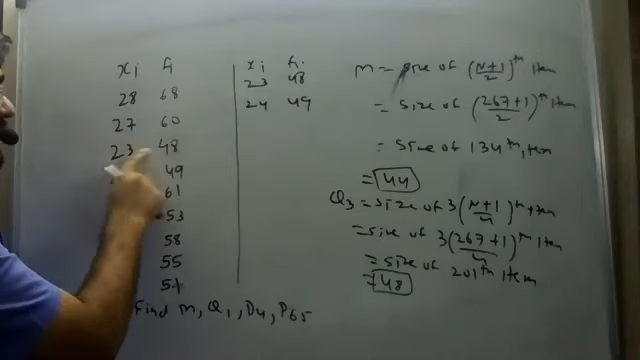 xi fi
28 68
27 60
23 48
49
61
53
58
55
51
Find M, Q1, D4, P65
xi fi
23 48
24 49
M = size of (N+1/2)th item
= size of (267+1/2)th item
= size of 134th item
= 44
Q3 = size of 3(N+1/4)th item
= size of 3(267+1/4)th item
= size of 201th item
= 48